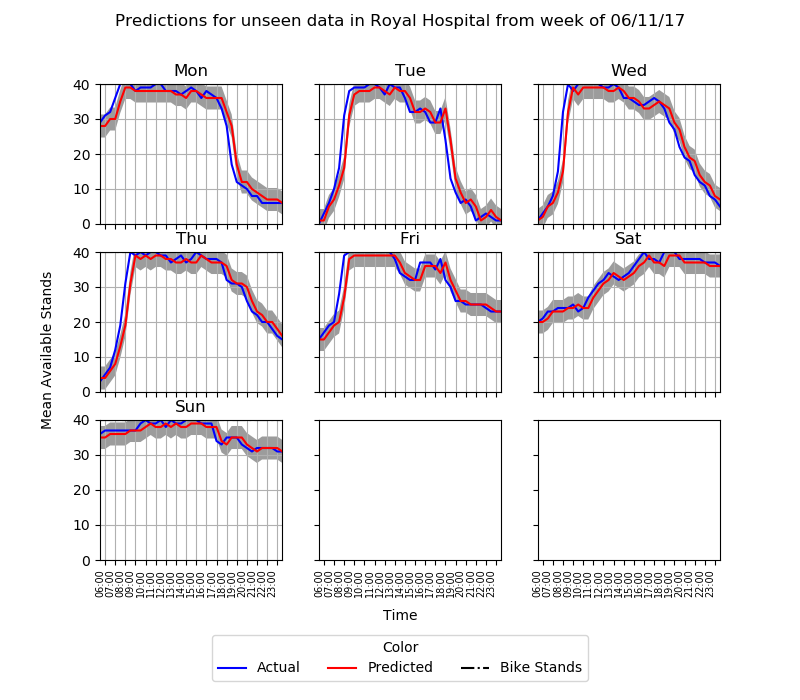 Predictions for unseen data in Royal Hospital from week of 06/11/17
Mon
Tue
Wed
40
30
20
10
0
Thu
Fri
Sat
40
30
20
10
0
Mean Available Stands
Sun
40
30
20
10
0
06:00 07:00 08:00 09:00 10:00 11:00 12:00 13:00 14:00 15:00 16:00 17:00 18:00 19:00 20:00 21:00 22:00 23:00
06:00 07:00 08:00 09:00 10:00 11:00 12:00 13:00 14:00 15:00 16:00 17:00 18:00 19:00 20:00 21:00 22:00 23:00
06:00 07:00 08:00 09:00 10:00 11:00 12:00 13:00 14:00 15:00 16:00 17:00 18:00 19:00 20:00 21:00 22:00 23:00
Time
Color
Actual Predicted Bike Stands